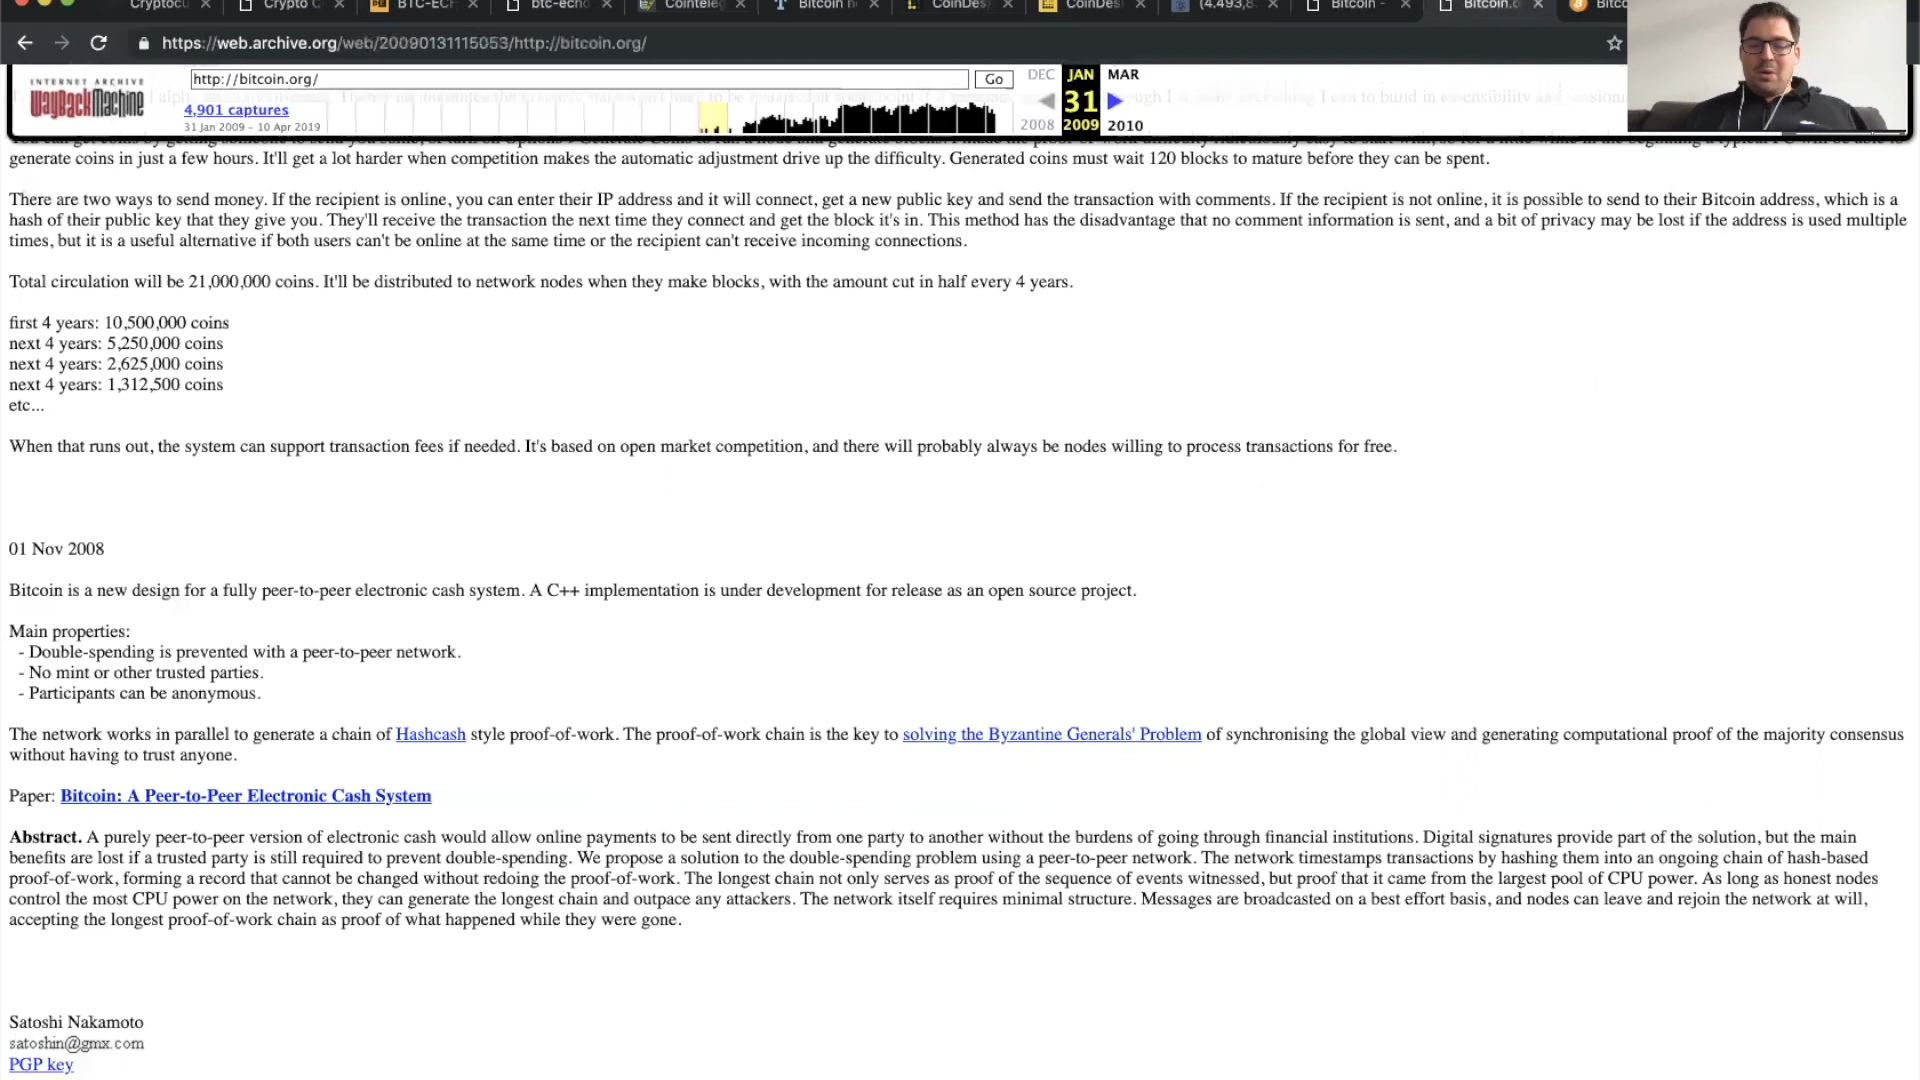 Cryptocu
Crypto C
BTC-ECH
btc-echo
Cointeleg
Bitcoin n
CoinDes
CoinDes
(4.493,8
Bitcoin -
Bitcoin.o
Bitco
https://web.archive.org/web/20090131115053/http://bitcoin.org/
INTERNET ARCHIVE
WayBackMachine
http://bitcoin.org/
Go
DEC
JAN
MAR
4,901 captures
31
31 Jan 2009 – 10 Apr 2019
2008
2009
2010
generate coins in just a few hours. It'll get a lot harder when competition makes the automatic adjustment drive up the difficulty. Generated coins must wait 120 blocks to mature before they can be spent.
There are two ways to send money. If the recipient is online, you can enter their IP address and it will connect, get a new public key and send the transaction with comments. If the recipient is not online, it is possible to send to their Bitcoin address, which is a
hash of their public key that they give you. They'll receive the transaction the next time they connect and get the block it's in. This method has the disadvantage that no comment information is sent, and a bit of privacy may be lost if the address is used multiple
times, but it is a useful alternative if both users can't be online at the same time or the recipient can't receive incoming connections.
Total circulation will be 21,000,000 coins. It'll be distributed to network nodes when they make blocks, with the amount cut in half every 4 years.
first 4 years: 10,500,000 coins
next 4 years: 5,250,000 coins
next 4 years: 2,625,000 coins
next 4 years: 1,312,500 coins
etc...
When that runs out, the system can support transaction fees if needed. It's based on open market competition, and there will probably always be nodes willing to process transactions for free.
01 Nov 2008
Bitcoin is a new design for a fully peer-to-peer electronic cash system. A C++ implementation is under development for release as an open source project.
Main properties:
- Double-spending is prevented with a peer-to-peer network.
- No mint or other trusted parties.
- Participants can be anonymous.
The network works in parallel to generate a chain of Hashcash style proof-of-work. The proof-of-work chain is the key to solving the Byzantine Generals' Problem of synchronising the global view and generating computational proof of the majority consensus
without having to trust anyone.
Paper: Bitcoin: A Peer-to-Peer Electronic Cash System
Abstract. A purely peer-to-peer version of electronic cash would allow online payments to be sent directly from one party to another without the burdens of going through financial institutions. Digital signatures provide part of the solution, but the main
benefits are lost if a trusted party is still required to prevent double-spending. We propose a solution to the double-spending problem using a peer-to-peer network. The network timestamps transactions by hashing them into an ongoing chain of hash-based
proof-of-work, forming a record that cannot be changed without redoing the proof-of-work. The longest chain not only serves as proof of the sequence of events witnessed, but proof that it came from the largest pool of CPU power. As long as honest nodes
control the most CPU power on the network, they can generate the longest chain and outpace any attackers. The network itself requires minimal structure. Messages are broadcasted on a best effort basis, and nodes can leave and rejoin the network at will,
accepting the longest proof-of-work chain as proof of what happened while they were gone.
Satoshi Nakamoto
satoshin@gmx.com
PGP key